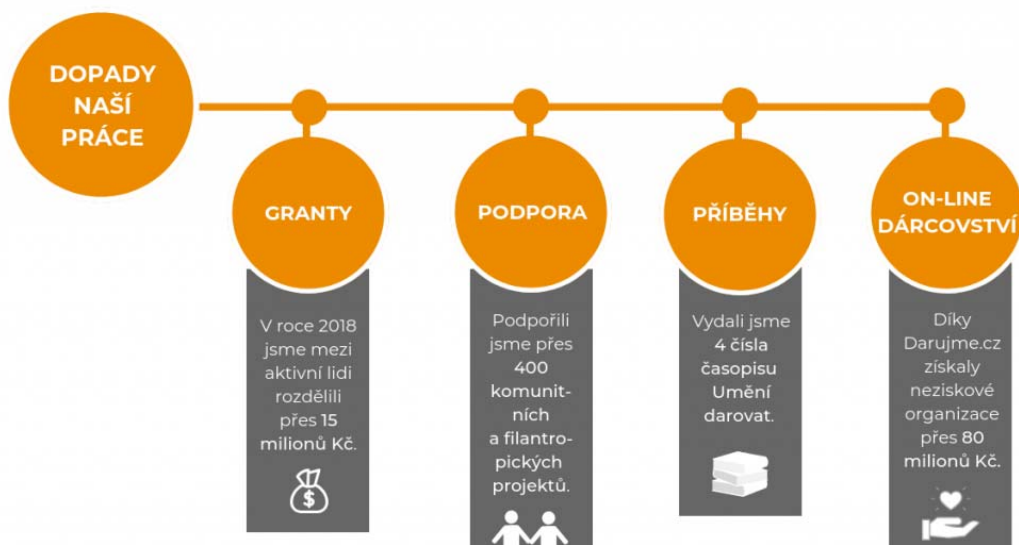 DOPADY
NAŠÍ
PRÁCE
GRANTY
V roce 2018
jsme mezi
aktivní lidi
rozdělili
přes 15
milionů Kč.
$
PODPORA
Podpořili
jsme přes
400
komunit-
ních
a filantro-
pických
projektů.
PŘÍBĚHY
Vydali jsme
4 čísla
časopisu
Umění
darovat.
ON-LINE
DÁRCOVSTVÍ
Díky
Darujme.cz
získaly
neziskové
organizace
přes 80
milionů Kč.